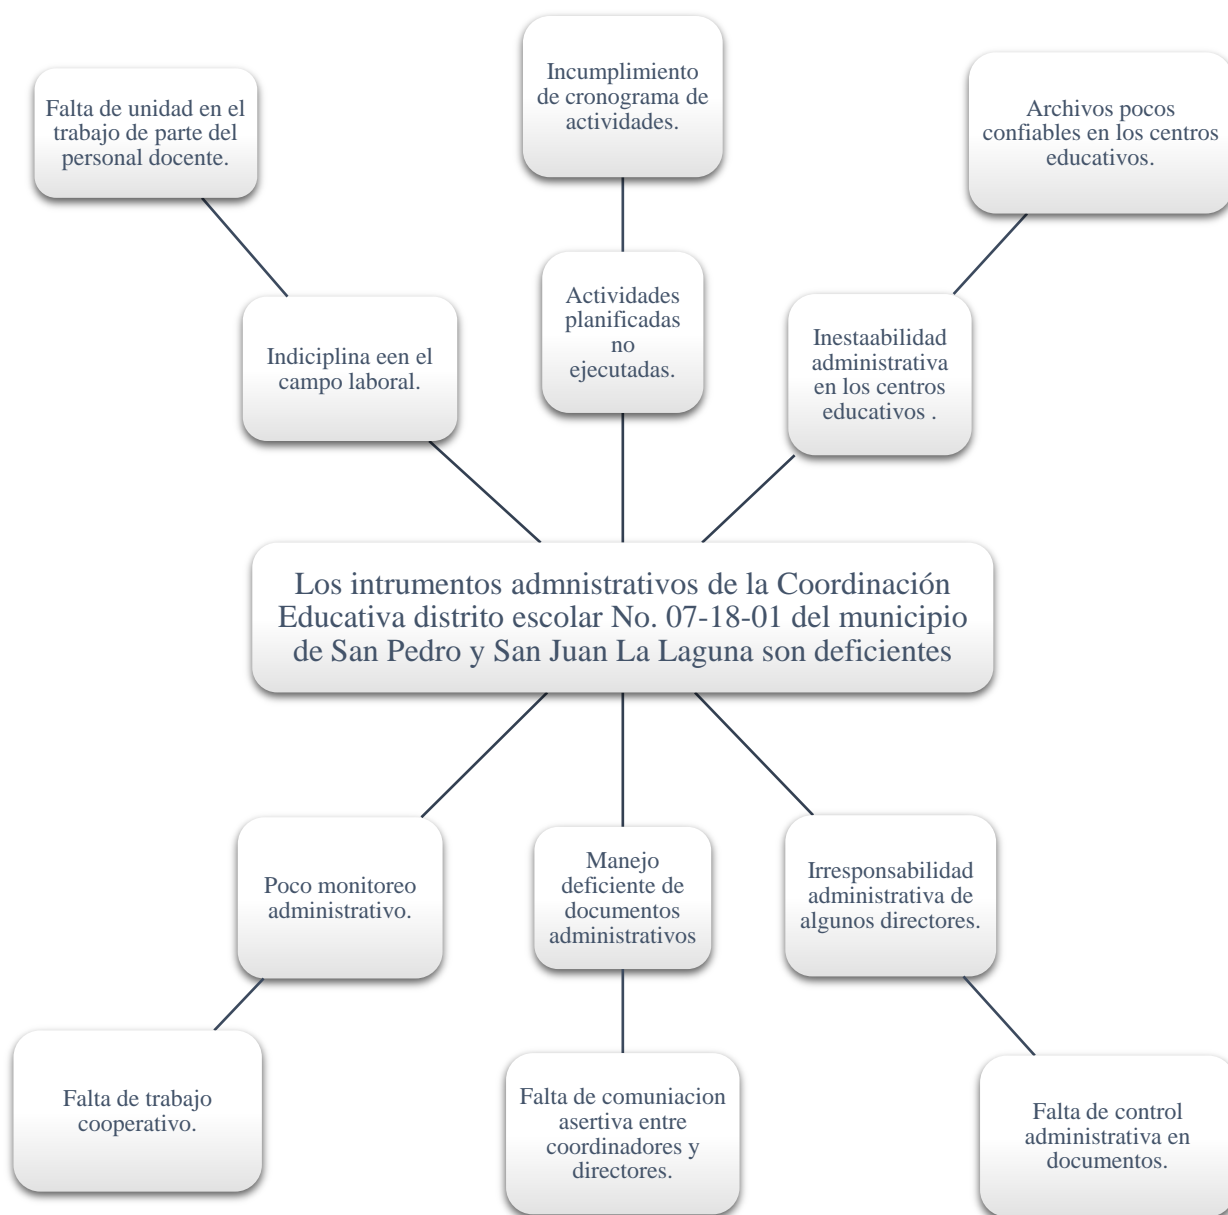 Incumplimiento
de cronograma de
actividades.
Falta de unidad en el
trabajo de parte del
personal docente.
Archivos pocos
confiables en los centros
educativos.
Actividades
planificadas
no
ejecutadas.
Indiciplina een el
campo laboral.
Inestaabilidad
administrativa
en los centros
educativos .
Los intrumentos admnistrativos de la Coordinación
Educativa distrito escolar No. 07-18-01 del municipio
de San Pedro y San Juan La Laguna son deficientes
Poco monitoreo
administrativo.
Manejo
deficiente de
documentos
administrativos
Irresponsabilidad
administrativa de
algunos directores.
Falta de trabajo
cooperativo.
Falta de comuniacion
asertiva entre
coordinadores y
directores.
Falta de control
administrativa en
documentos.